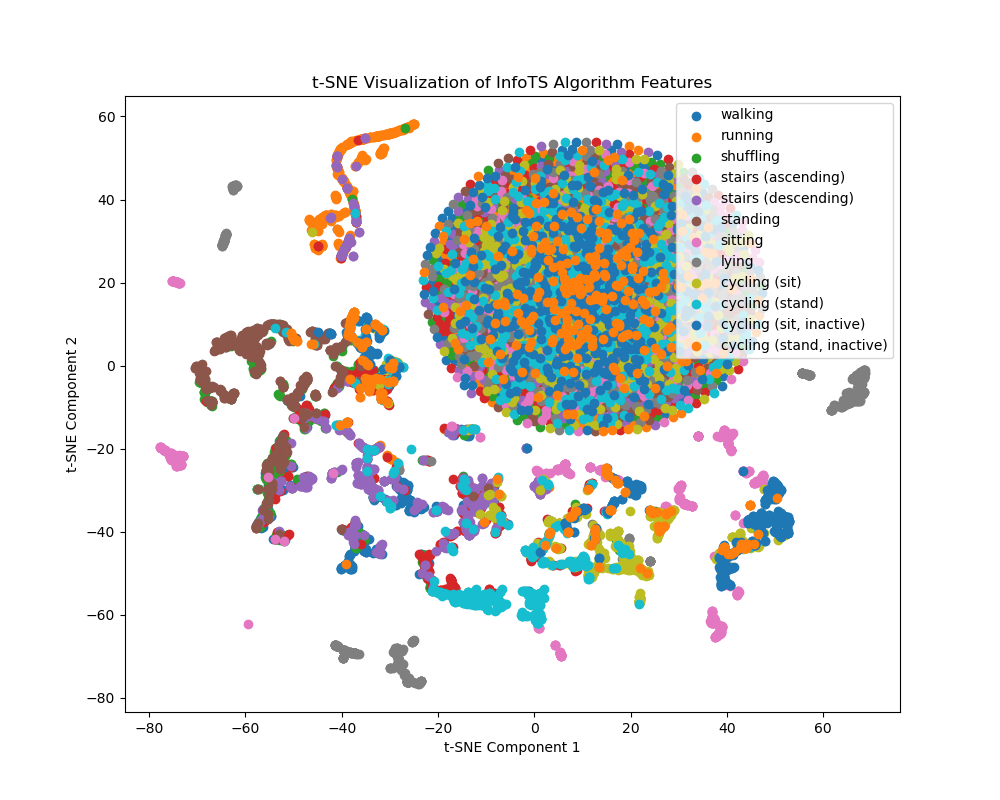 t-SNE Visualization of InfoTS Algorithm Features
walking
running
shuffling
stairs (ascending)
stairs (descending)
standing
sitting
lying
cycling (sit)
cycling (stand)
cycling (sit, inactive)
cycling (stand, inactive)
60
40
20
0
−20
−40
−60
−80
t-SNE Component 2
−80 −60 −40 −20 0 20 40 60
t-SNE Component 1